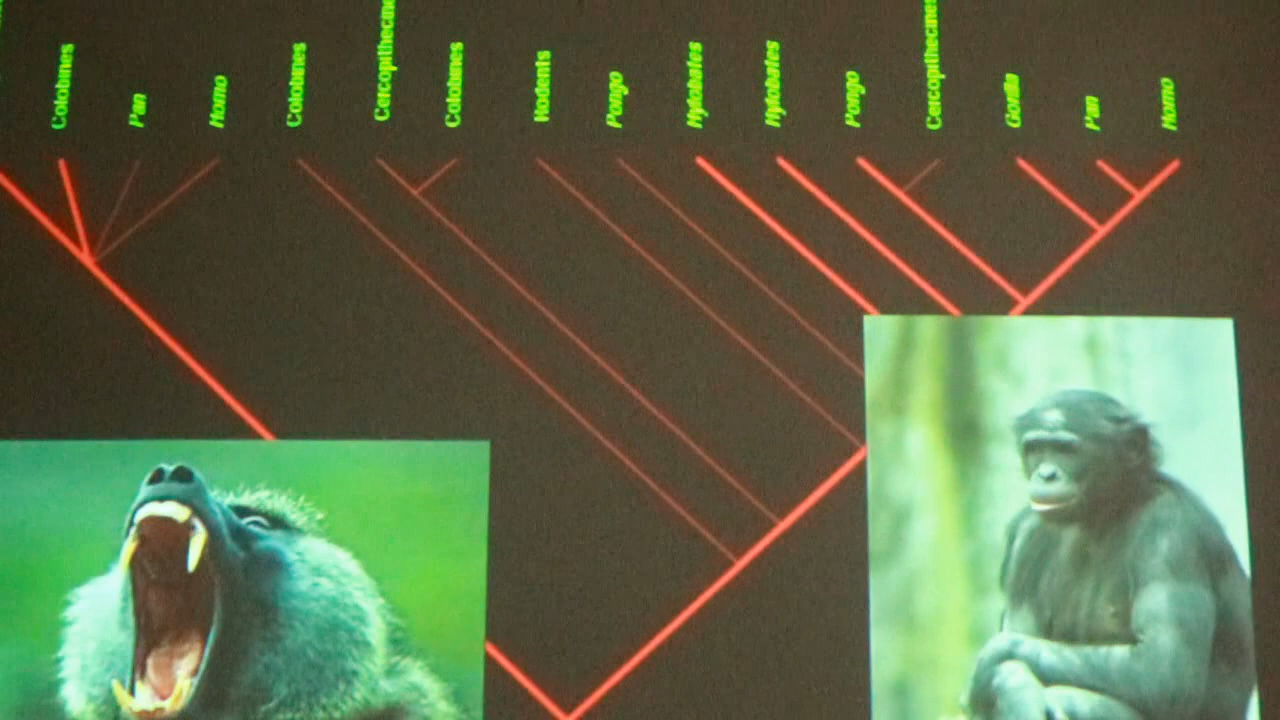 Colobines
Pan
Homo
Colobines
Cercopithecines
Colobines
Rodents
Pongo
Hylobates
Hylobates
Pongo
Cercopithecines
Gorilla
Pan
Homo